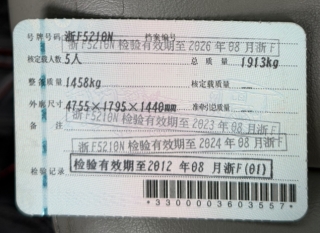 号牌号码 浙F5210N 档案编号
浙F5210N 检验有效期至2026年08月浙F
核定载人数 5人 总质量 1913kg
整备质量 1458kg 核定载质量 --
外廓尺寸 4755×1795×1440 准牵引总质量 --
浙F5210N 检验有效期至2023年08月浙F
备注
浙F5210N 检验有效期至2024年08月浙F
检验记录 检验有效期至2012年08月浙F(01)
*3300003603557*